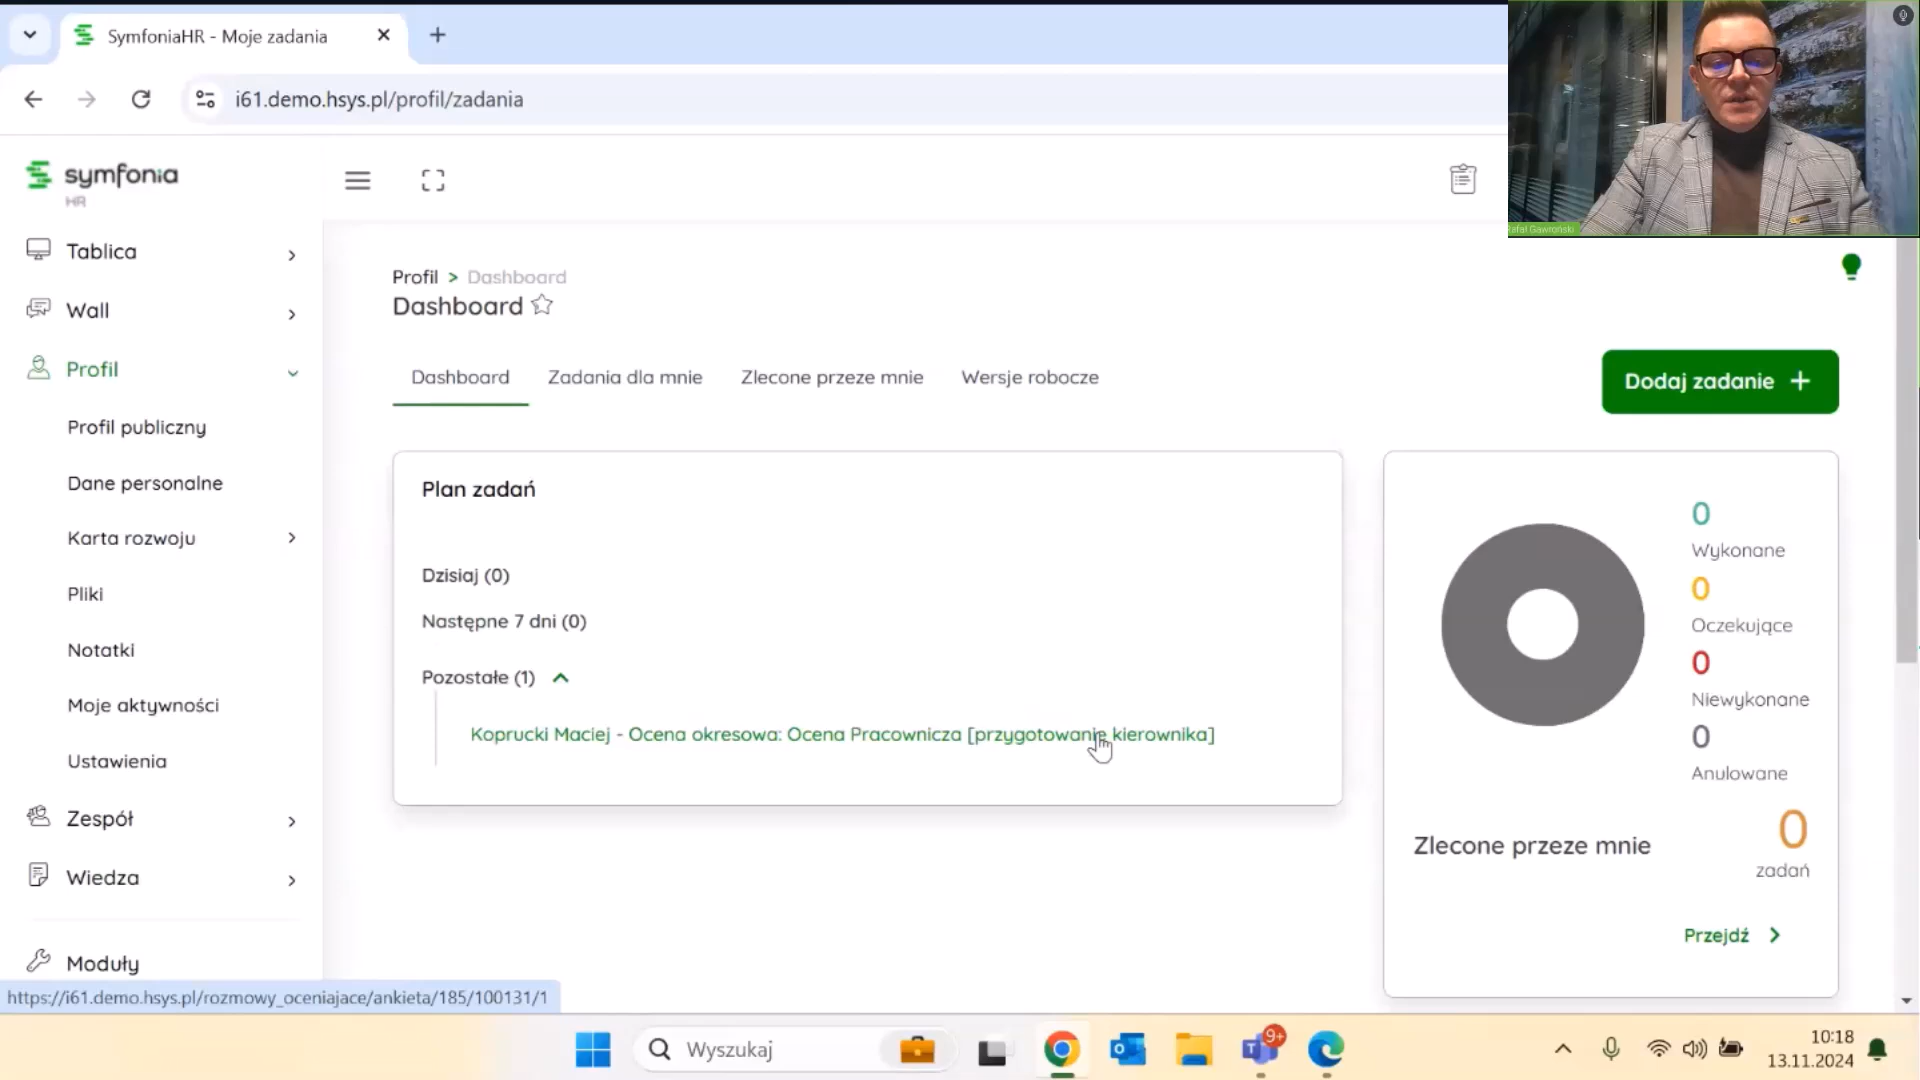 SymfoniaHR - Moje zadania
i61.demo.hsys.pl/profil/zadania
symfonia
HR
Tablica
Wall
Profil
Profil publiczny
Dane personalne
Karta rozwoju
Pliki
Notatki
Moje aktywności
Ustawienia
Zespół
Wiedza
Moduły
https://i61.demo.hsys.pl/rozmowy_oceniajace/ankieta/185/100131/1
Profil > Dashboard
Dashboard
Dashboard Zadania dla mnie Zlecone przeze mnie Wersje robocze
Dodaj zadanie +
Plan zadań
Dzisiaj (0)
Następne 7 dni (0)
Pozostałe (1)
Koprucki Maciej - Ocena okresowa: Ocena Pracownicza [przygotowanie kierownika]
0
Wykonane
0
Oczekujące
0
Niewykonane
0
Anulowane
Zlecone przeze mnie
0
zadań
Przejdź
Rafał Gawroński
Wyszukaj
9+
10:18
13.11.2024